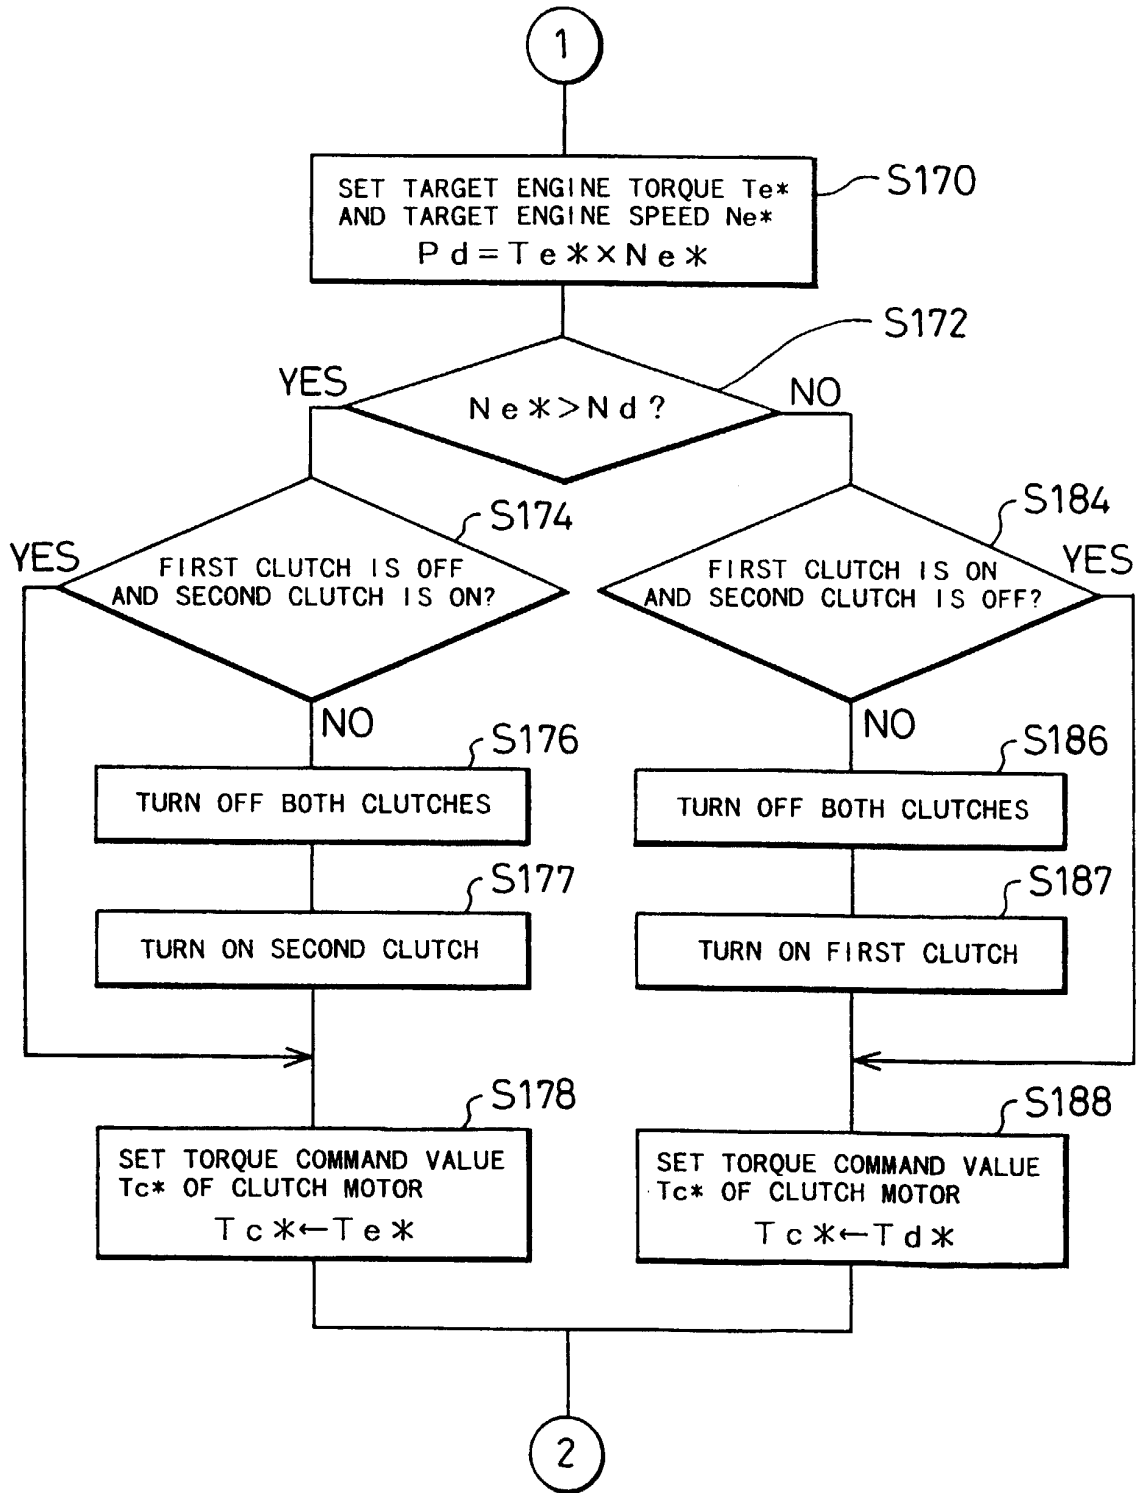 1
SET TARGET ENGINE TORQUE Te*
AND TARGET ENGINE SPEED Ne*
Pd=Te*×Ne*
S170
S172
YES
Ne*>Nd?
NO
S174
S184
YES
FIRST CLUTCH IS OFF
AND SECOND CLUTCH IS ON?
FIRST CLUTCH IS ON
AND SECOND CLUTCH IS OFF?
YES
NO
NO
S176
S186
TURN OFF BOTH CLUTCHES
TURN OFF BOTH CLUTCHES
S177
S187
TURN ON SECOND CLUTCH
TURN ON FIRST CLUTCH
S178
S188
SET TORQUE COMMAND VALUE
Tc* OF CLUTCH MOTOR
Tc*←Te*
SET TORQUE COMMAND VALUE
Tc* OF CLUTCH MOTOR
Tc*←Td*
2